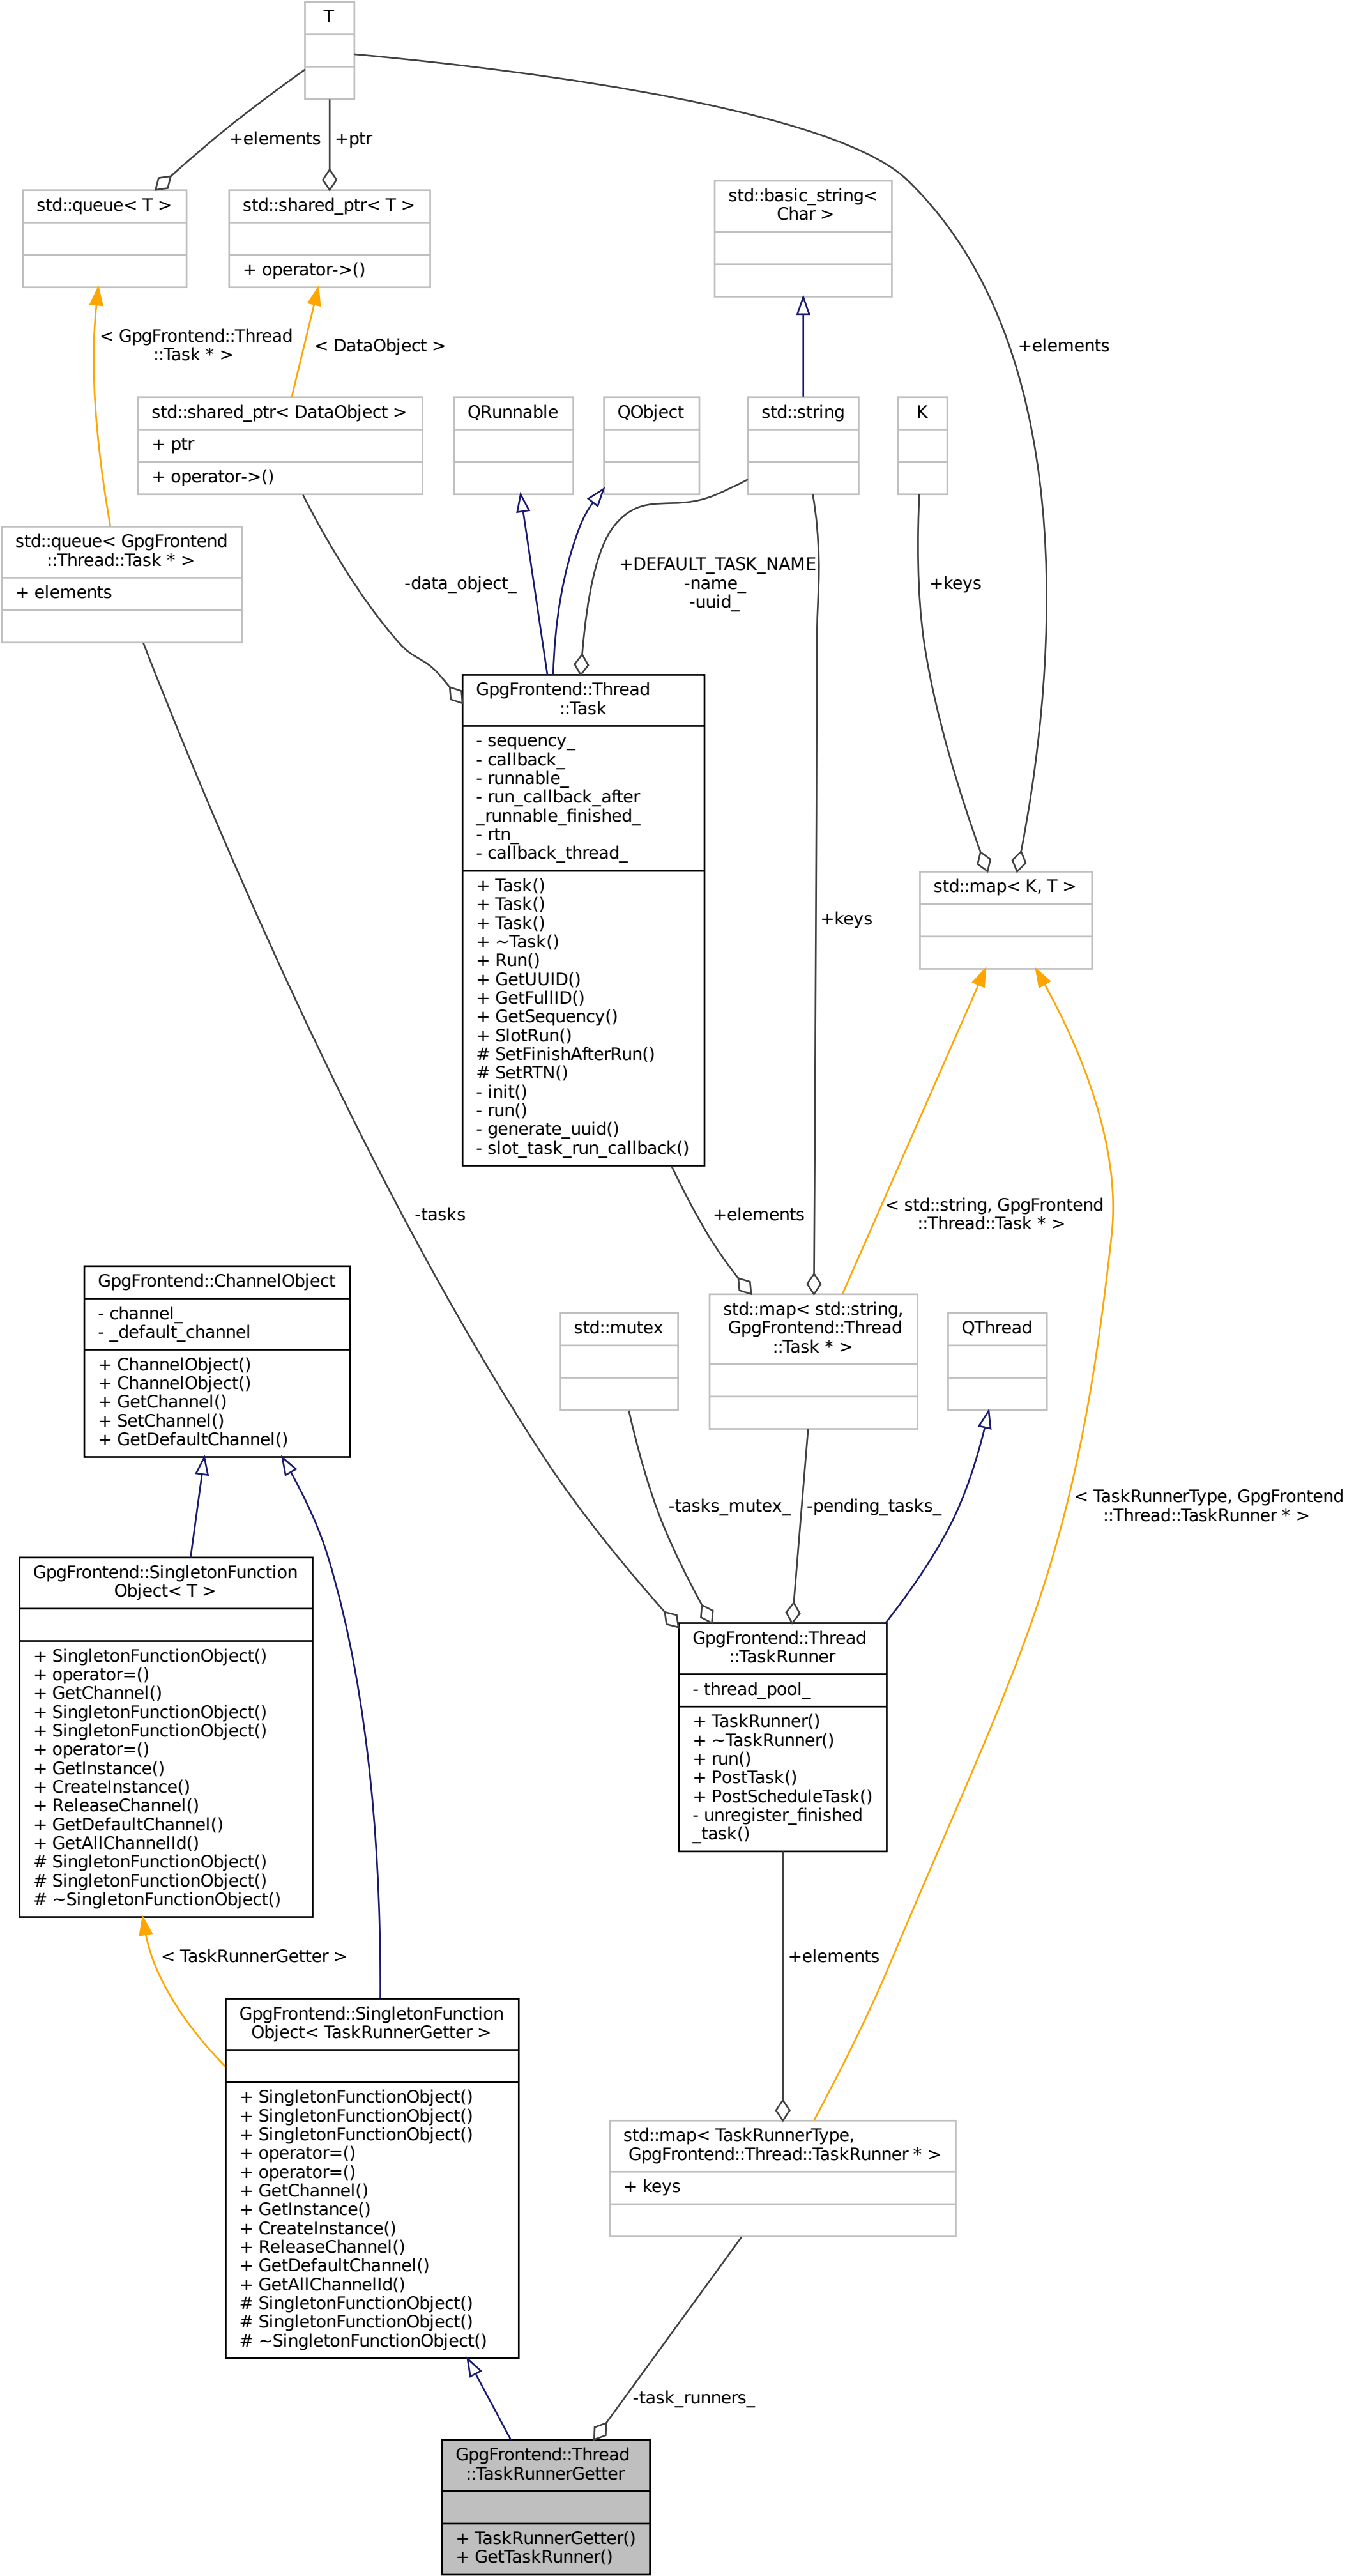 T
+elements
+ptr
std::queue< T >
std::shared_ptr< T >
+ operator->()
std::basic_string<
Char >
< GpgFrontend::Thread
::Task * >
< DataObject >
+elements
std::shared_ptr< DataObject >
+ ptr
+ operator->()
QRunnable
QObject
std::string
K
std::queue< GpgFrontend
::Thread::Task * >
+ elements
-data_object_
+DEFAULT_TASK_NAME
-name_
-uuid_
+keys
GpgFrontend::Thread
::Task
- sequency_
- callback_
- runnable_
- run_callback_after
_runnable_finished_
- rtn_
- callback_thread_
+ Task()
+ Task()
+ Task()
+ ~Task()
+ Run()
+ GetUUID()
+ GetFullID()
+ GetSequency()
+ SlotRun()
# SetFinishAfterRun()
# SetRTN()
- init()
- run()
- generate_uuid()
- slot_task_run_callback()
+keys
std::map< K, T >
-tasks
+elements
< std::string, GpgFrontend
::Thread::Task * >
GpgFrontend::ChannelObject
- channel_
- _default_channel
+ ChannelObject()
+ ChannelObject()
+ GetChannel()
+ SetChannel()
+ GetDefaultChannel()
std::mutex
std::map< std::string,
GpgFrontend::Thread
::Task * >
QThread
-tasks_mutex_
-pending_tasks_
< TaskRunnerType, GpgFrontend
::Thread::TaskRunner * >
GpgFrontend::SingletonFunction
Object< T >
+ SingletonFunctionObject()
+ operator=()
+ GetChannel()
+ SingletonFunctionObject()
+ SingletonFunctionObject()
+ operator=()
+ GetInstance()
+ CreateInstance()
+ ReleaseChannel()
+ GetDefaultChannel()
+ GetAllChannelId()
# SingletonFunctionObject()
# SingletonFunctionObject()
# ~SingletonFunctionObject()
GpgFrontend::Thread
::TaskRunner
- thread_pool_
+ TaskRunner()
+ ~TaskRunner()
+ run()
+ PostTask()
+ PostScheduleTask()
- unregister_finished
_task()
< TaskRunnerGetter >
+elements
GpgFrontend::SingletonFunction
Object< TaskRunnerGetter >
+ SingletonFunctionObject()
+ SingletonFunctionObject()
+ SingletonFunctionObject()
+ operator=()
+ operator=()
+ GetChannel()
+ GetInstance()
+ CreateInstance()
+ ReleaseChannel()
+ GetDefaultChannel()
+ GetAllChannelId()
# SingletonFunctionObject()
# SingletonFunctionObject()
# ~SingletonFunctionObject()
std::map< TaskRunnerType,
GpgFrontend::Thread::TaskRunner * >
+ keys
-task_runners_
GpgFrontend::Thread
::TaskRunnerGetter
+ TaskRunnerGetter()
+ GetTaskRunner()